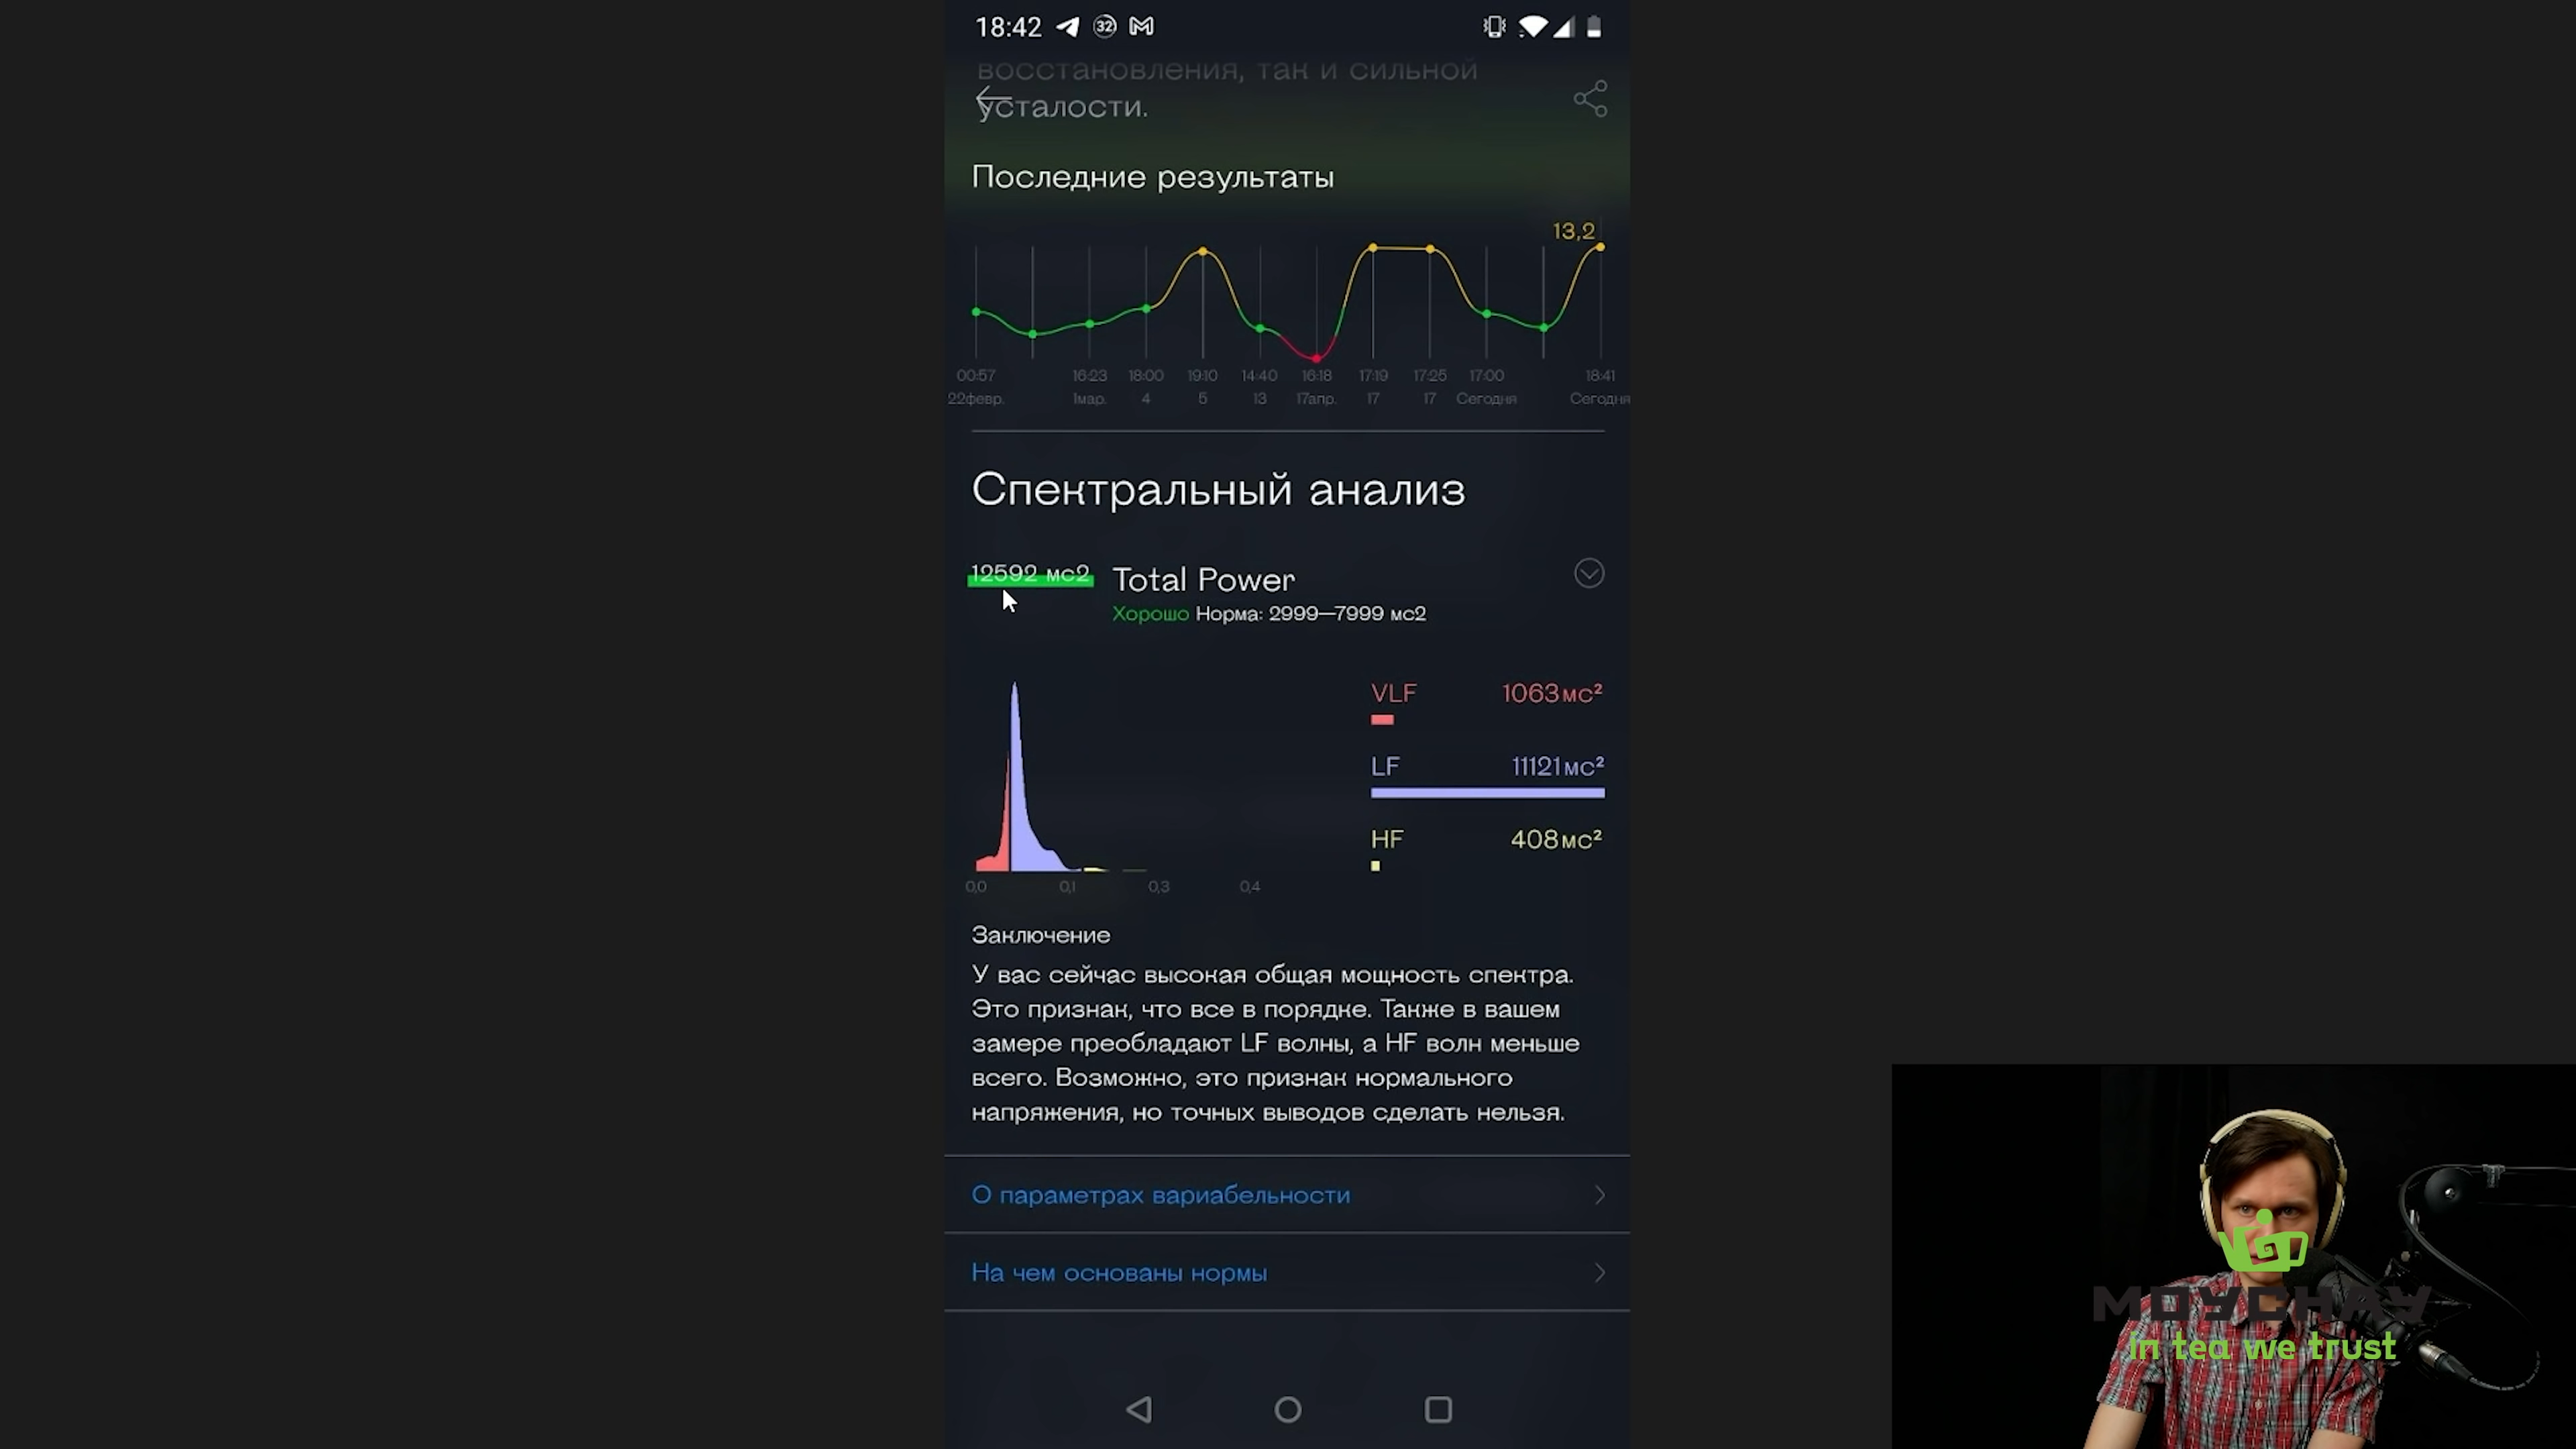 18:42
32
восстановления, так и сильной
усталости.
Последние результаты
13,2
00:57 16:23 18:00 19:10 14:40 16:18 17:19 17:25 17:00 18:41
22февр. 1мар. 4 5 13 17апр. 17 17 Сегодня Сегодня
Спектральный анализ
12592 мс2 Total Power
Хорошо Норма: 2999—7999 мс2
VLF 1063мс²
LF 11121мс²
HF 408мс²
0,0 0,1 0,3 0,4
Заключение
У вас сейчас высокая общая мощность спектра.
Это признак, что все в порядке. Также в вашем
замере преобладают LF волны, а HF волн меньше
всего. Возможно, это признак нормального
напряжения, но точных выводов сделать нельзя.
О параметрах вариабельности
На чем основаны нормы
MOYCHAY
in tea we trust